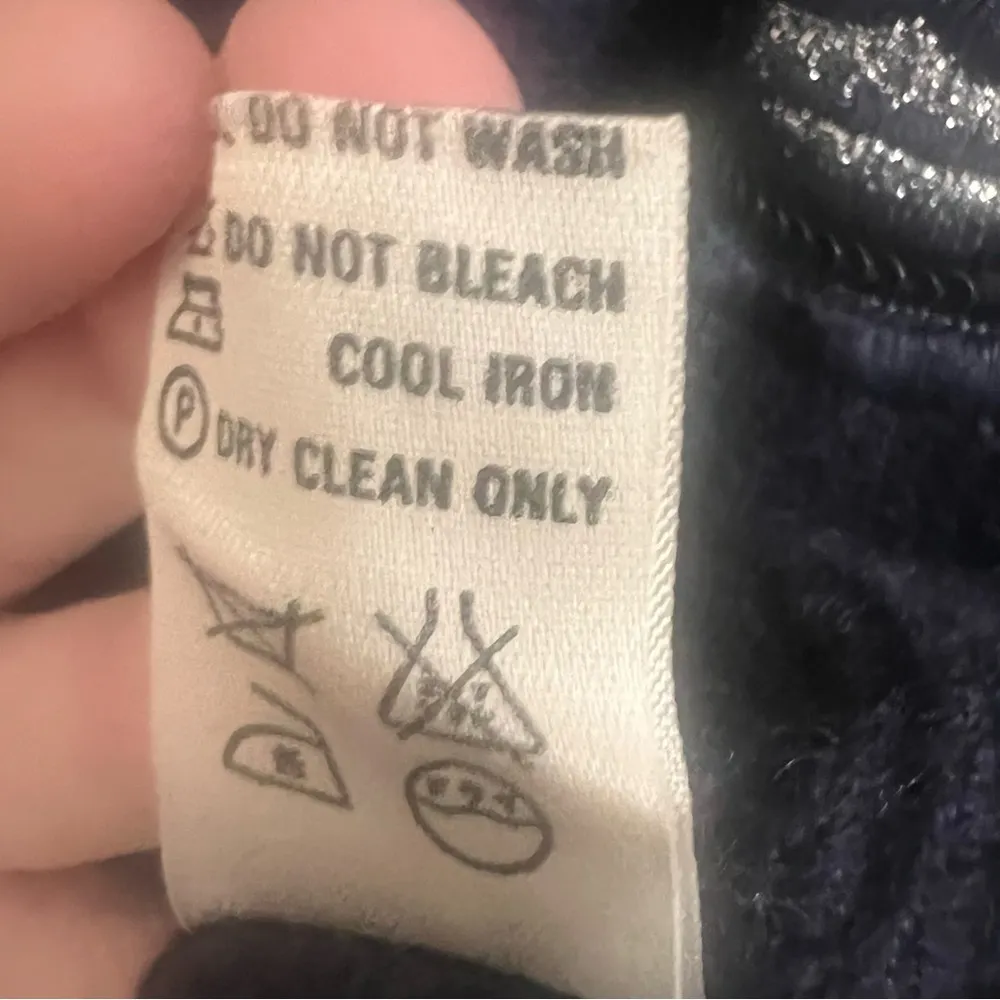 DO NOT WASH
DO NOT BLEACH
COOL IRON
P DRY CLEAN ONLY